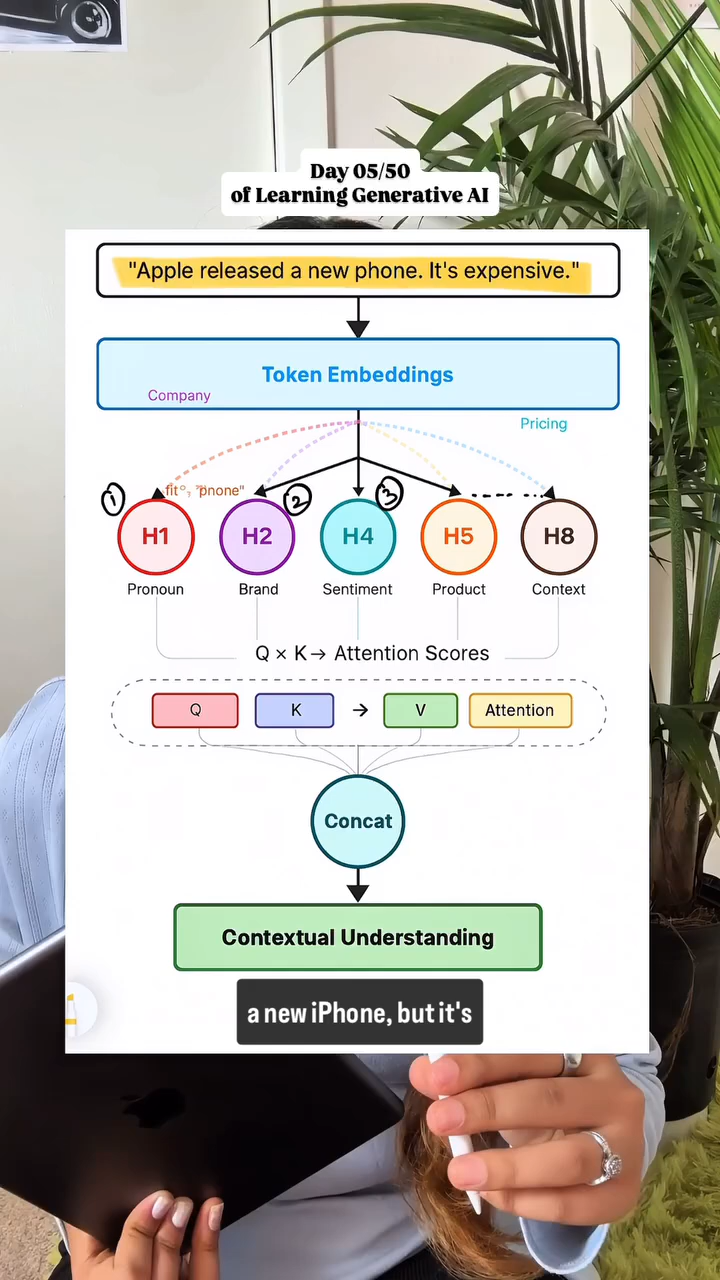 Day 05/50
of Learning Generative AI
"Apple released a new phone. It's expensive."
Token Embeddings
Company
Pricing
"phone"
1
2
3
H1
H2
H4
H5
H8
Pronoun
Brand
Sentiment
Product
Context
Q × K → Attention Scores
Q
K
→
V
Attention
Concat
Contextual Understanding
a new iPhone, but it's